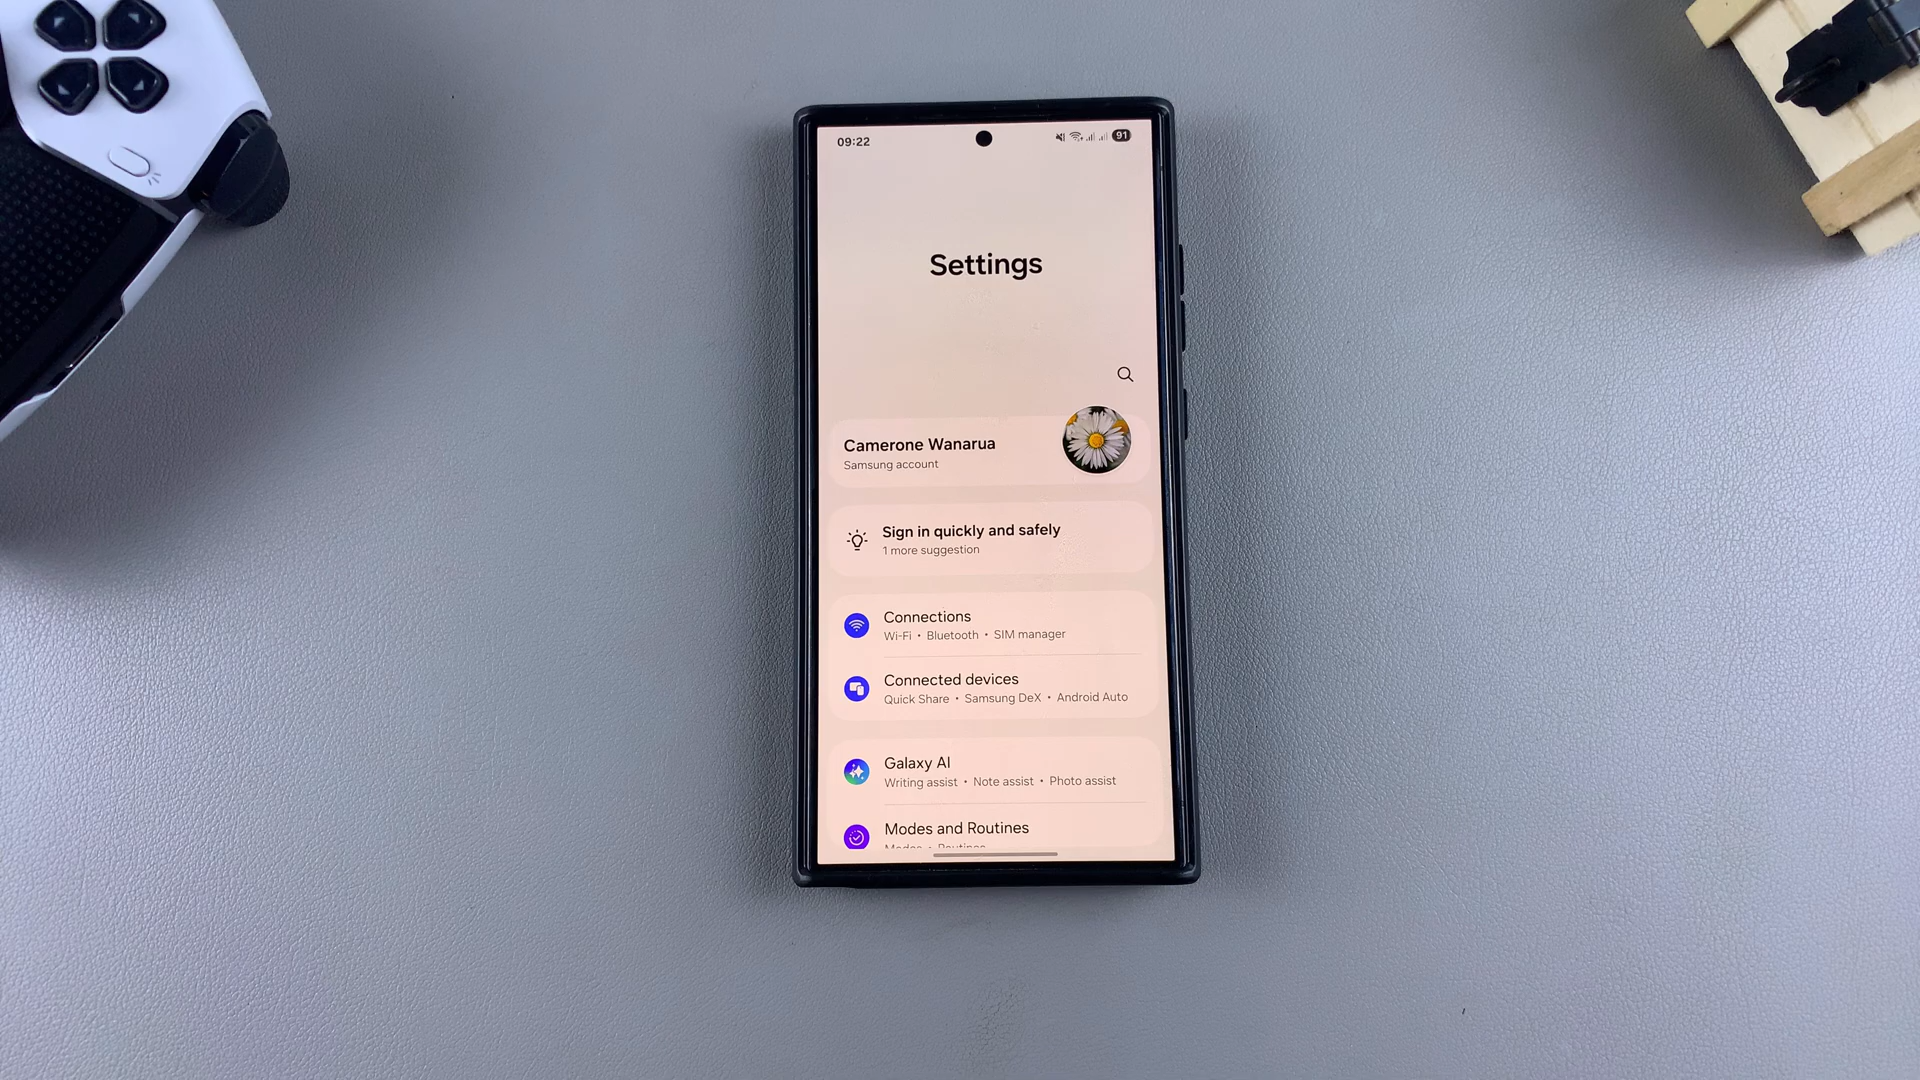 09:22
91
Settings
Camerone Wanarua
Samsung account
Sign in quickly and safely
1 more suggestion
Connections
Wi-Fi • Bluetooth • SIM manager
Connected devices
Quick Share • Samsung DeX • Android Auto
Galaxy AI
Writing assist • Note assist • Photo assist
Modes and Routines
Modes • Routines